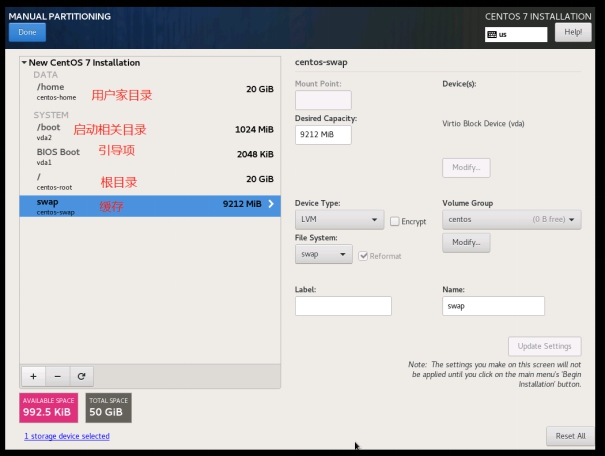 MANUAL PARTITIONING
CENTOS 7 INSTALLATION
Done
us
Help!
New CentOS 7 Installation
DATA
/home
centos-home
用户家目录
20 GiB
SYSTEM
/boot
vda2
启动相关目录
1024 MiB
BIOS Boot
vda1
引导项
2048 KiB
/
centos-root
根目录
20 GiB
swap
centos-swap
缓存
9212 MiB
+ −
AVAILABLE SPACE
992.5 KiB
TOTAL SPACE
50 GiB
1 storage device selected
centos-swap
Mount Point:
Device(s):
Desired Capacity:
9212 MiB
Virtio Block Device (vda)
Modify...
Device Type:
Volume Group
LVM
Encrypt
centos (0 B free)
File System:
Modify...
swap
Reformat
Label:
Name:
swap
Update Settings
Note: The settings you make on this screen will not
be applied until you click on the main menu's 'Begin
Installation' button.
Reset All